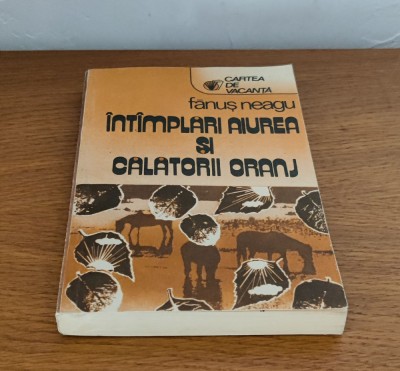 CARTEA
DE
VACANȚĂ
fănuș neagu
ÎNTÎMPLĂRI AIUREA
ȘI
CĂLĂTORII ORANJ